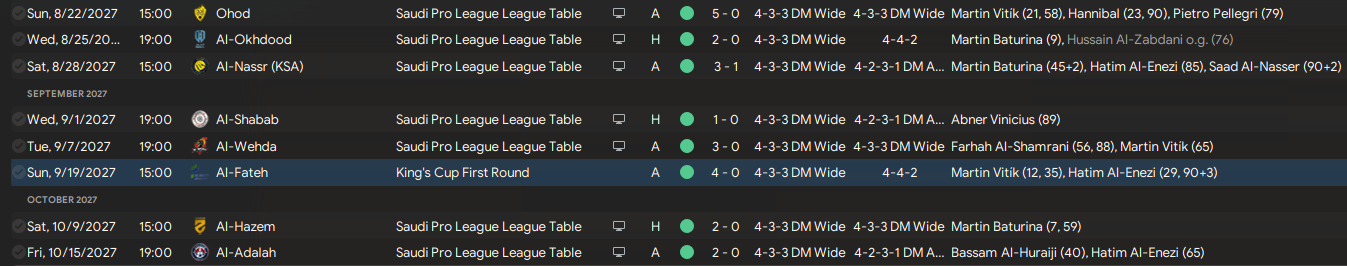 Sun, 8/22/2027 15:00 Ohod Saudi Pro League League Table A 5 - 0 4-3-3 DM Wide 4-3-3 DM Wide Martin Vitík (21, 58), Hannibal (23, 90), Pietro Pellegri (79)
Wed, 8/25/20... 19:00 Al-Okhdood Saudi Pro League League Table H 2 - 0 4-3-3 DM Wide 4-4-2 Martin Baturina (9), Hussain Al-Zabdani o.g. (76)
Sat, 8/28/2027 15:00 Al-Nassr (KSA) Saudi Pro League League Table A 3 - 1 4-3-3 DM Wide 4-2-3-1 DM A... Martin Baturina (45+2), Hatim Al-Enezi (85), Saad Al-Nasser (90+2)
SEPTEMBER 2027
Wed, 9/1/2027 19:00 Al-Shabab Saudi Pro League League Table H 1 - 0 4-3-3 DM Wide 4-2-3-1 DM A... Abner Vinicius (89)
Tue, 9/7/2027 19:00 Al-Wehda Saudi Pro League League Table A 3 - 0 4-3-3 DM Wide 4-3-3 DM Wide Farhah Al-Shamrani (56, 88), Martin Vitík (65)
Sun, 9/19/2027 15:00 Al-Fateh King's Cup First Round A 4 - 0 4-3-3 DM Wide 4-4-2 Martin Vitík (12, 35), Hatim Al-Enezi (29, 90+3)
OCTOBER 2027
Sat, 10/9/2027 15:00 Al-Hazem Saudi Pro League League Table H 2 - 0 4-3-3 DM Wide 4-3-3 DM Wide Martin Baturina (7, 59)
Fri, 10/15/2027 19:00 Al-Adalah Saudi Pro League League Table A 2 - 0 4-3-3 DM Wide 4-2-3-1 DM A... Bassam Al-Huraiji (40), Hatim Al-Enezi (65)